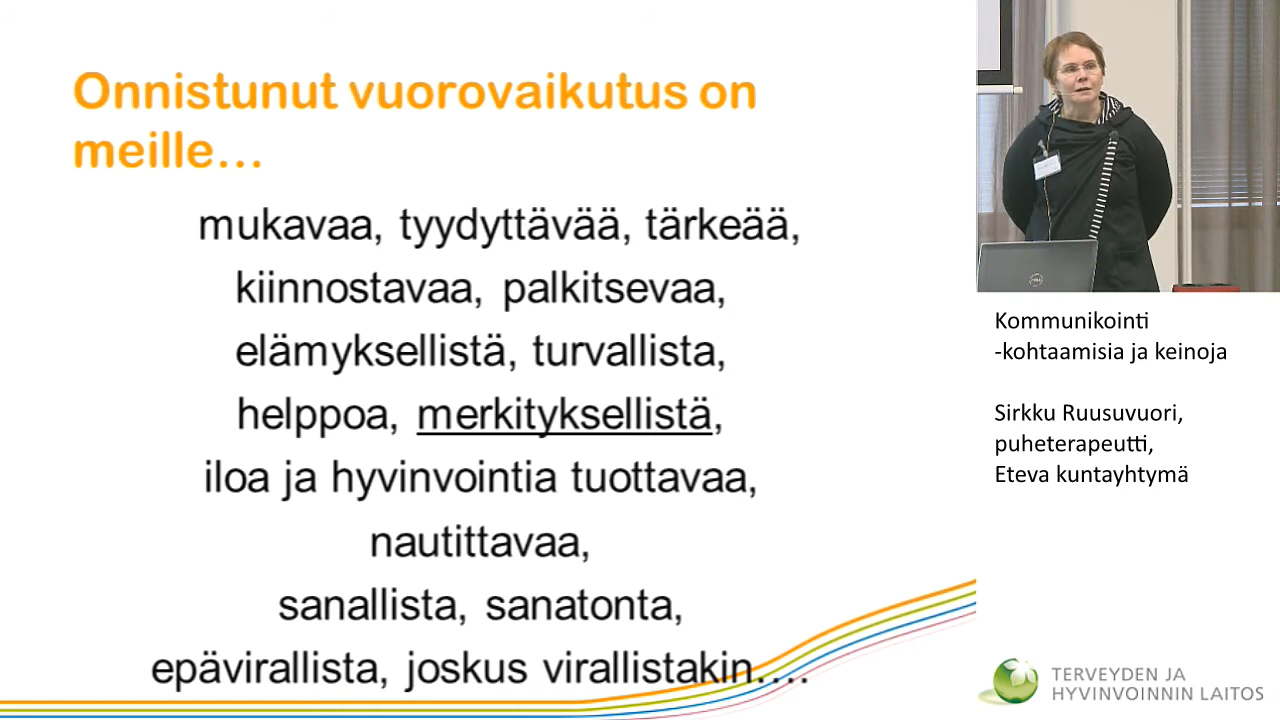 Onnistunut vuorovaikutus on
meille…
mukavaa, tyydyttävää, tärkeää,
kiinnostavaa, palkitsevaa,
elämyksellistä, turvallista,
helppoa, merkityksellistä,
iloa ja hyvinvointia tuottavaa,
nautittavaa,
sanallista, sanatonta,
epävirallista, joskus virallistakin….
Kommunikointi
-kohtaamisia ja keinoja
Sirkku Ruusuvuori,
puheterapeutti,
Eteva kuntayhtymä
TERVEYDEN JA
HYVINVOINNIN LAITOS